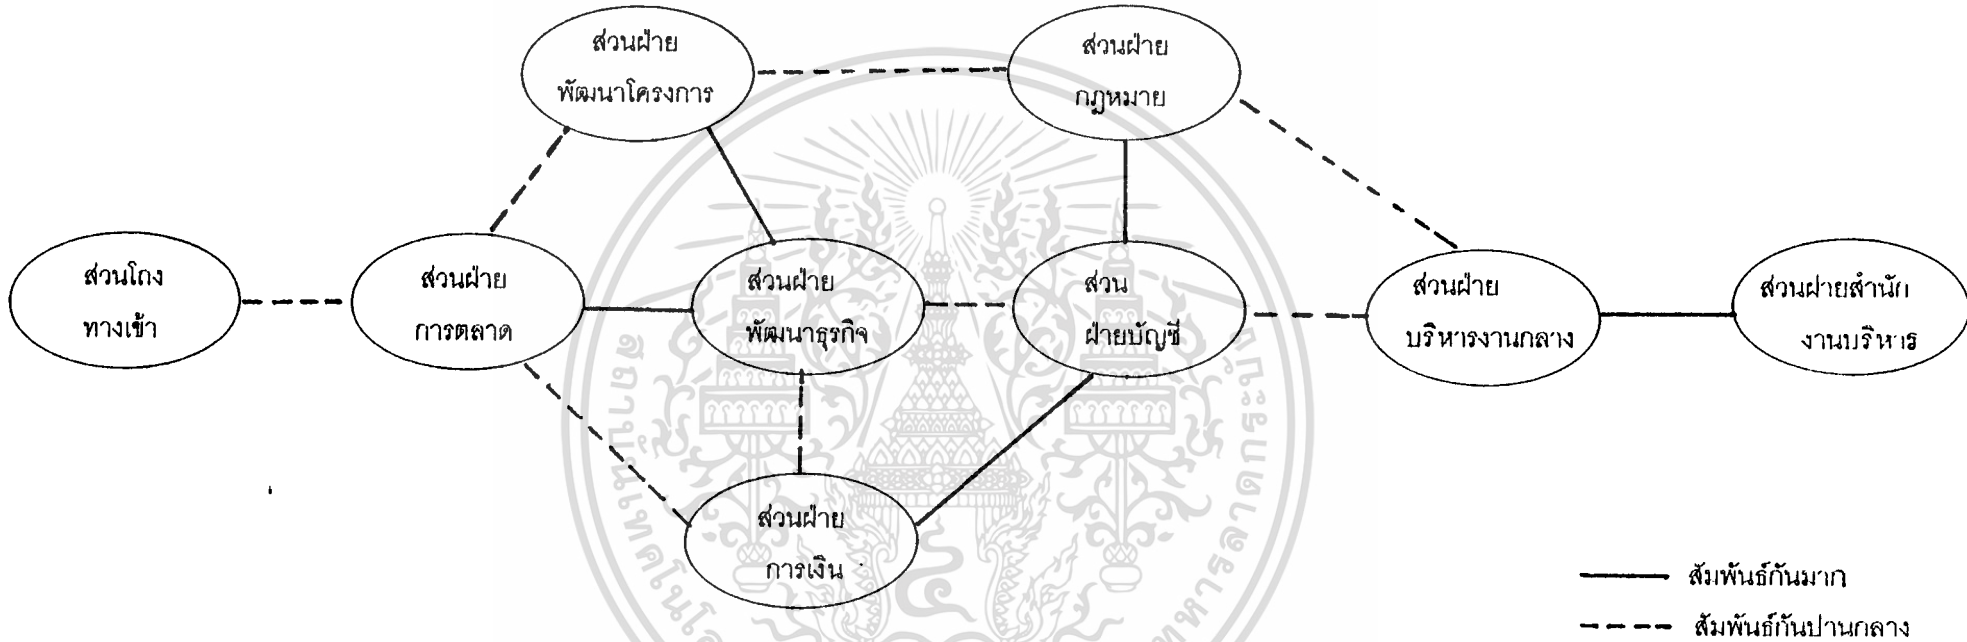 ส่วนฝ่าย
พัฒนาโครงการ
ส่วนฝ่าย
กฎหมาย
ส่วนโถง
ทางเข้า
ส่วนฝ่าย
การตลาด
ส่วนฝ่าย
พัฒนาธุรกิจ
ส่วน
ฝ่ายบัญชี
ส่วนฝ่าย
บริหารงานกลาง
ส่วนฝ่ายสำนัก
งานบริหาร
ส่วนฝ่าย
การเงิน
สัมพันธ์กันมาก
สัมพันธ์กันปานกลาง